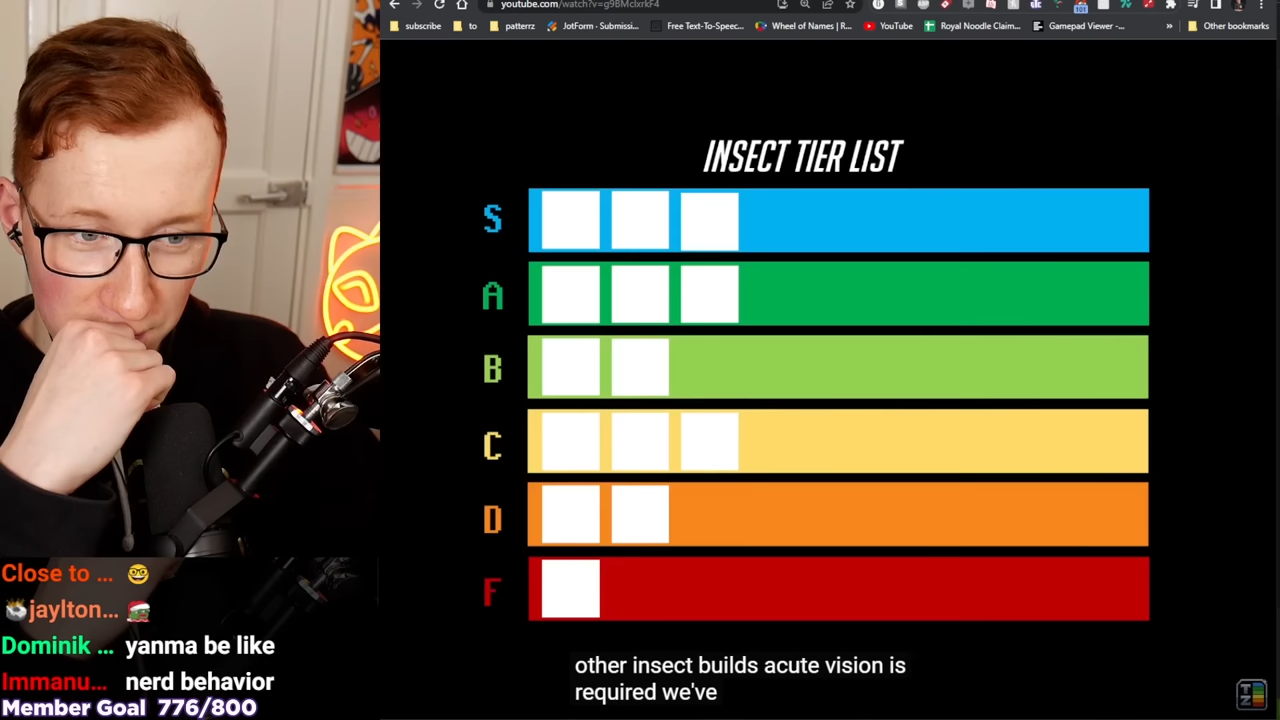 youtube.com/watch?v=g9BMclxrkF4
subscribe
to
patterrz
JotForm · Submissi...
Free Text-To-Speec...
Wheel of Names | R...
YouTube
Royal Noodle Claim...
Gamepad Viewer -...
»
Other bookmarks
INSECT TIER LIST
S
A
B
C
D
F
other insect builds acute vision is
required we've
Close to ...
jaylton...
Dominik ... yanma be like
Immanu... nerd behavior
Member Goal 776/800
TZ